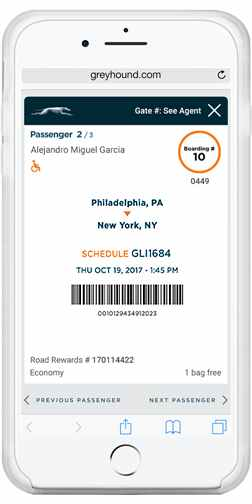 greyhound.com
Gate #: See Agent
Passenger 2 / 3
Alejandro Miguel Garcia
Boarding #
10
0449
Philadelphia, PA
New York, NY
SCHEDULE GLI1684
THU OCT 19, 2017 - 1:45 PM
0010129434912023
Road Rewards # 170114422
Economy
1 bag free
PREVIOUS PASSENGER
NEXT PASSENGER